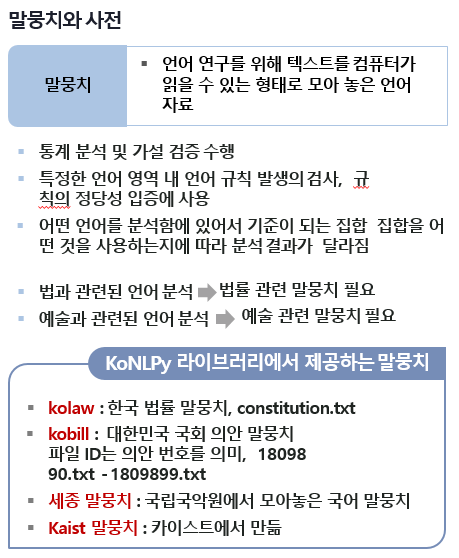 말뭉치와 사전
말뭉치
▪ 언어 연구를 위해 텍스트를 컴퓨터가
읽을 수 있는 형태로 모아 놓은 언어
자료
▪ 통계 분석 및 가설 검증 수행
▪ 특정한 언어 영역 내 언어 규칙 발생의 검사, 규
칙의 정당성 입증에 사용
▪ 어떤 언어를 분석함에 있어서 기준이 되는 집합 집합을 어
떤 것을 사용하는지에 따라 분석 결과가 달라짐
▪ 법과 관련된 언어 분석 ➡ 법률 관련 말뭉치 필요
▪ 예술과 관련된 언어 분석 ➡ 예술 관련 말뭉치 필요
KoNLPy 라이브러리에서 제공하는 말뭉치
▪ kolaw : 한국 법률 말뭉치, constitution.txt
▪ kobill : 대한민국 국회 의안 말뭉치
파일 ID는 의안 번호를 의미, 18098
90.txt - 1809899.txt
▪ 세종 말뭉치 : 국립국악원에서 모아놓은 국어 말뭉치
▪ Kaist 말뭉치 : 카이스트에서 만듦